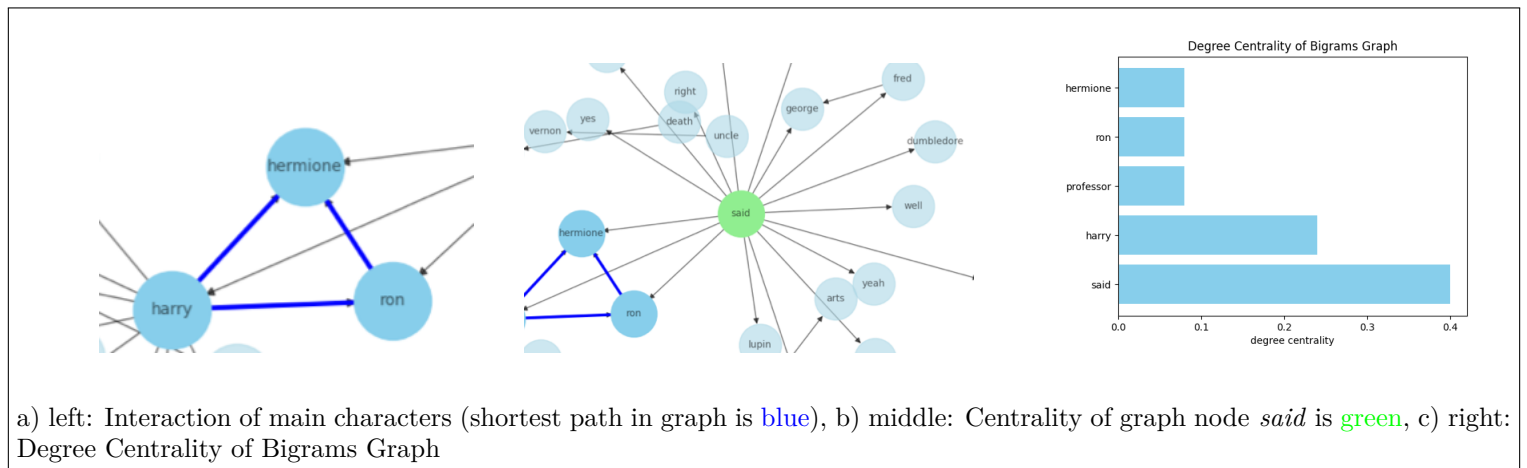 hermione
harry
ron
right
fred
vernon
yes
death
uncle
george
dumbledore
said
well
hermione
ron
yeah
arts
lupin
Degree Centrality of Bigrams Graph
hermione
ron
professor
harry
said
0.0 0.1 0.2 0.3 0.4
degree centrality
a) left: Interaction of main characters (shortest path in graph is blue), b) middle: Centrality of graph node said is green, c) right:
Degree Centrality of Bigrams Graph